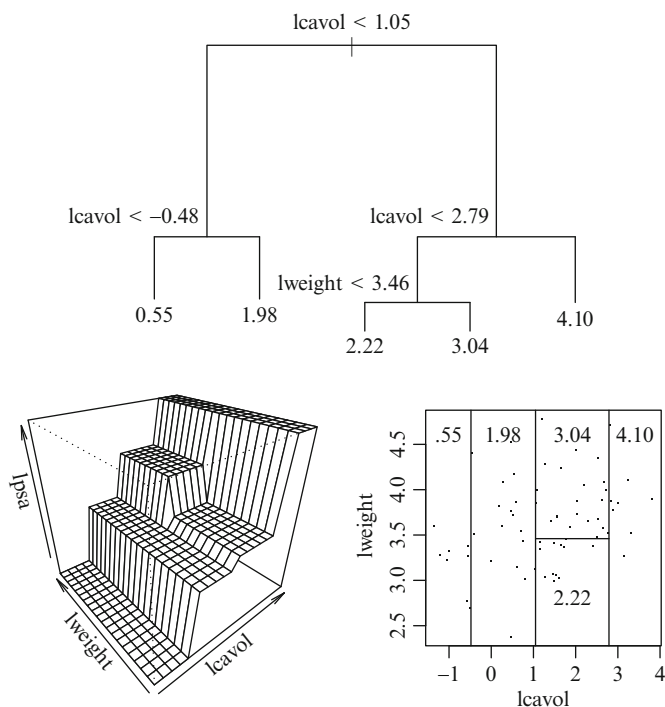 lcavol < 1.05
lcavol < −0.48
lcavol < 2.79
lweight < 3.46
0.55
1.98
2.22
3.04
4.10
lpsa
lweight
lcavol
.55
1.98
3.04
4.10
2.22
4.5
4.0
3.5
3.0
2.5
lweight
−1
0
1
2
3
4
lcavol